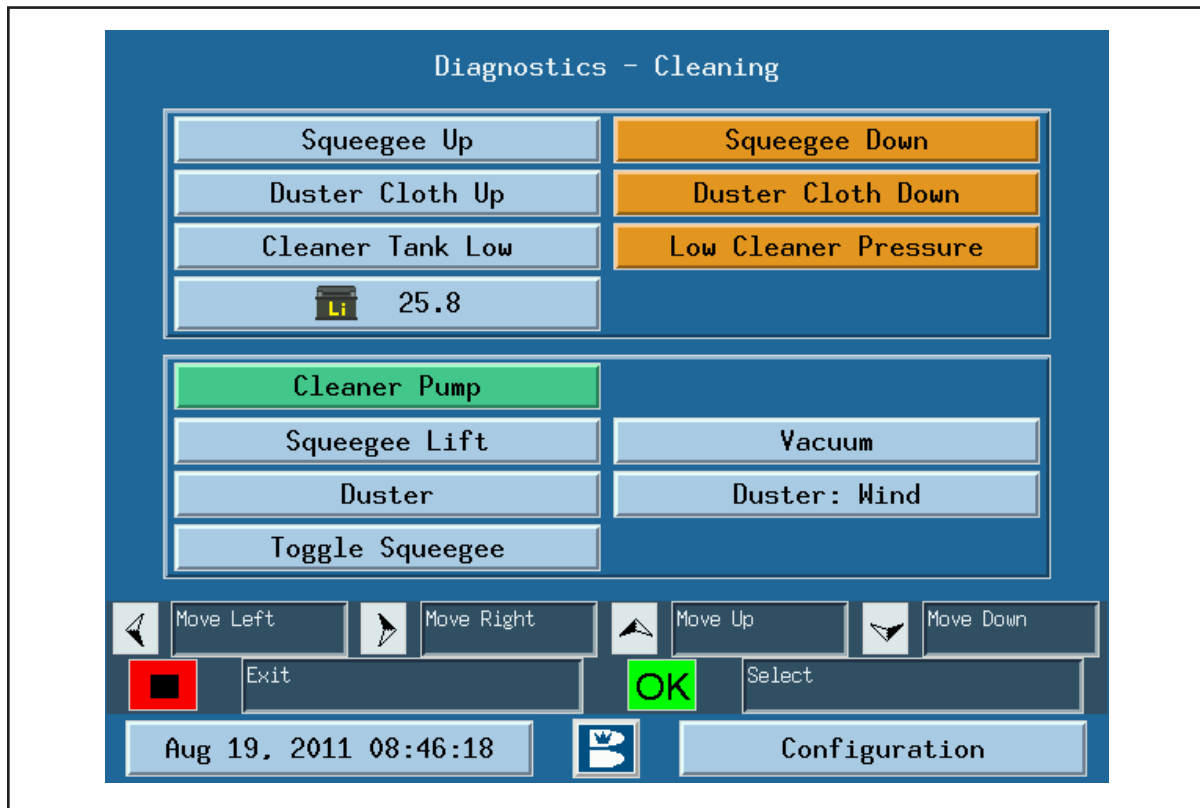 Diagnostics - Cleaning
Squeegee Up
Squeegee Down
Duster Cloth Up
Duster Cloth Down
Cleaner Tank Low
Low Cleaner Pressure
Li 25.8
Cleaner Pump
Squeegee Lift
Vacuum
Duster
Duster: Wind
Toggle Squeegee
Move Left
Move Right
Move Up
Move Down
Exit
OK
Select
Aug 19, 2011 08:46:18
Configuration